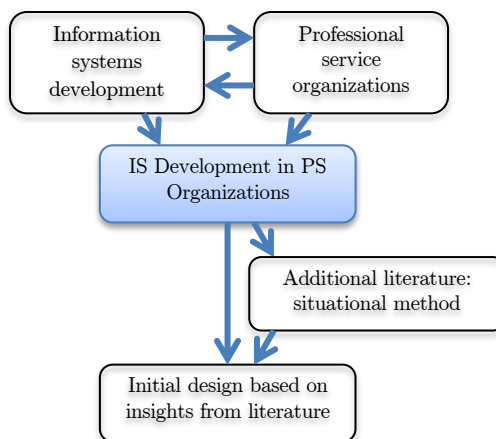 Information
systems
development
Professional
service
organizations
IS Development in PS
Organizations
Additional literature:
situational method
Initial design based on
insights from literature